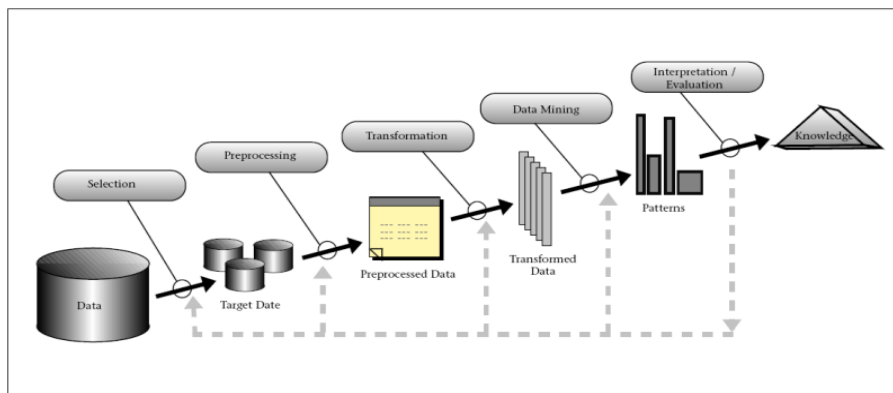 Interpretation /
Evaluation
Data Mining
Transformation
Preprocessing
Selection
Knowledge
Patterns
Transformed
Data
Preprocessed Data
Target Date
Data